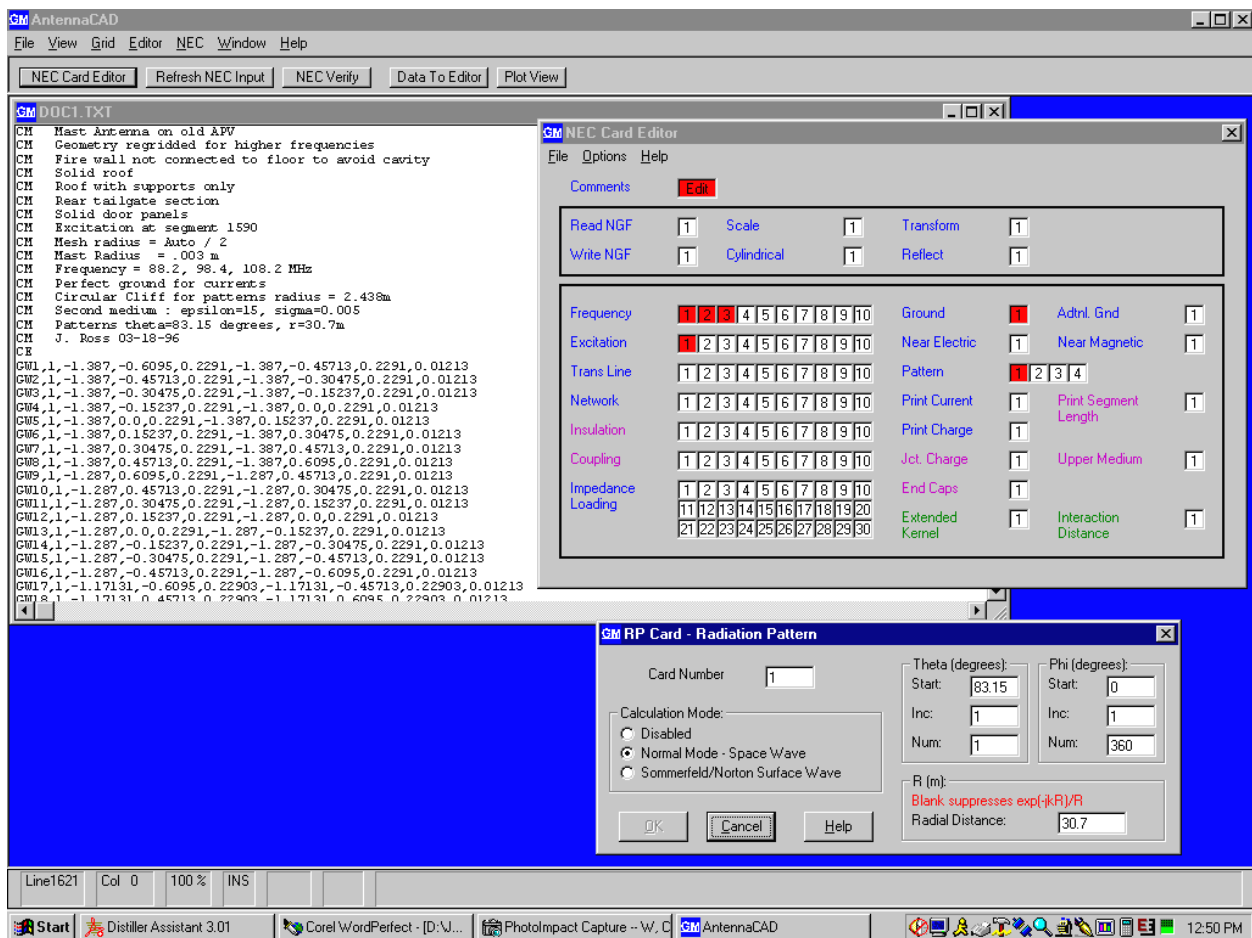 GM AntennaCAD
File View Grid Editor NEC Window Help
NEC Card Editor Refresh NEC Input NEC Verify Data To Editor Plot View
GM DOC1.TXT
CM Mast Antenna on old APV
CM Geometry regridded for higher frequencies
CM Fire wall not connected to floor to avoid cavity
CM Solid roof
CM Roof with supports only
CM Rear tailgate section
CM Solid door panels
CM Excitation at segment 1590
CM Mesh radius = Auto / 2
CM Mast Radius = .003 m
CM Frequency = 88.2, 98.4, 108.2 MHz
CM Perfect ground for currents
CM Circular Cliff for patterns radius = 2.438m
CM Second medium : epsilon=15, sigma=0.005
CM Patterns theta=83.15 degrees, r=30.7m
CM J. Ross 03-18-96
CE
GW1,1,-1.387,-0.6095,0.2291,-1.387,-0.45713,0.2291,0.01213
GW2,1,-1.387,-0.45713,0.2291,-1.387,-0.30475,0.2291,0.01213
GW3,1,-1.387,-0.30475,0.2291,-1.387,-0.15237,0.2291,0.01213
GW4,1,-1.387,-0.15237,0.2291,-1.387,0.0,0.2291,0.01213
GW5,1,-1.387,0.0,0.2291,-1.387,0.15237,0.2291,0.01213
GW6,1,-1.387,0.15237,0.2291,-1.387,0.30475,0.2291,0.01213
GW7,1,-1.387,0.30475,0.2291,-1.387,0.45713,0.2291,0.01213
GW8,1,-1.387,0.45713,0.2291,-1.387,0.6095,0.2291,0.01213
GW9,1,-1.287,0.6095,0.2291,-1.287,0.45713,0.2291,0.01213
GW10,1,-1.287,0.45713,0.2291,-1.287,0.30475,0.2291,0.01213
GW11,1,-1.287,0.30475,0.2291,-1.287,0.15237,0.2291,0.01213
GW12,1,-1.287,0.15237,0.2291,-1.287,0.0,0.2291,0.01213
GW13,1,-1.287,0.0,0.2291,-1.287,-0.15237,0.2291,0.01213
GW14,1,-1.287,-0.15237,0.2291,-1.287,-0.30475,0.2291,0.01213
GW15,1,-1.287,-0.30475,0.2291,-1.287,-0.45713,0.2291,0.01213
GW16,1,-1.287,-0.45713,0.2291,-1.287,-0.6095,0.2291,0.01213
GW17,1,-1.17131,-0.6095,0.22903,-1.17131,-0.45713,0.22903,0.01213
GW18,1,-1.17131,0.45713,0.22903,-1.17131,0.6095,0.22903,0.01213
GM NEC Card Editor
File Options Help
Comments Edit
Read NGF 1 Scale 1 Transform 1
Write NGF 1 Cylindrical 1 Reflect 1
Frequency 1 2 3 4 5 6 7 8 9 10 Ground 1 Adtnl. Gnd 1
Excitation 1 2 3 4 5 6 7 8 9 10 Near Electric 1 Near Magnetic 1
Trans Line 1 2 3 4 5 6 7 8 9 10 Pattern 1 2 3 4
Network 1 2 3 4 5 6 7 8 9 10 Print Current 1 Print Segment 1
Length
Insulation 1 2 3 4 5 6 7 8 9 10 Print Charge 1
Coupling 1 2 3 4 5 6 7 8 9 10 Jct. Charge 1 Upper Medium 1
Impedance 1 2 3 4 5 6 7 8 9 10 End Caps 1
Loading 11 12 13 14 15 16 17 18 19 20
21 22 23 24 25 26 27 28 29 30
Extended 1 Interaction 1
Kernel Distance
GM RP Card - Radiation Pattern
Card Number 1
Calculation Mode:
Disabled
Normal Mode - Space Wave
Sommerfeld/Norton Surface Wave
OK Cancel Help
Theta (degrees):
Start: 83.15
Inc: 1
Num: 1
Phi (degrees):
Start: 0
Inc: 1
Num: 360
R (m):
Blank suppresses exp(-jkR)/R
Radial Distance: 30.7
Line1621 Col 0 100 % INS
Start Distiller Assistant 3.01 Corel WordPerfect - [D:\J... PhotoImpact Capture -- W, C GM AntennaCAD 12:50 PM